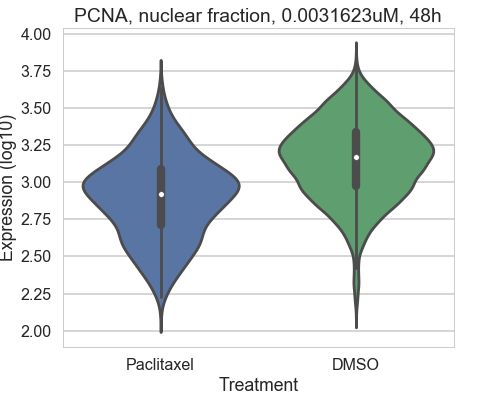 PCNA, nuclear fraction, 0.0031623uM, 48h
4.00
3.75
3.50
3.25
3.00
2.75
2.50
2.25
2.00
Expression (log10)
Paclitaxel
DMSO
Treatment